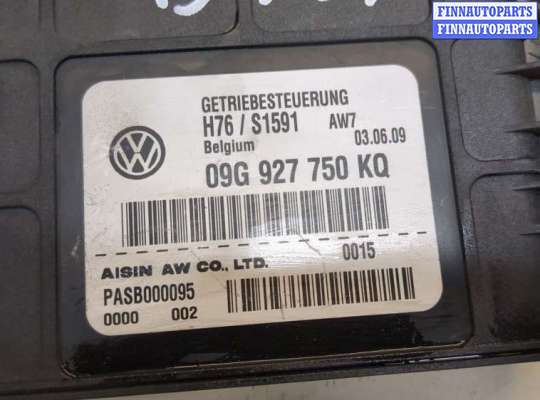 FINNAUTOPARTS
FINNAUTOPARTS
GETRIEBESTEUERUNG
H76 / S1591 AW7
Belgium 03.06.09
09G 927 750 KQ
AISIN AW CO., LTD. 0015
PASB000095
0000 002